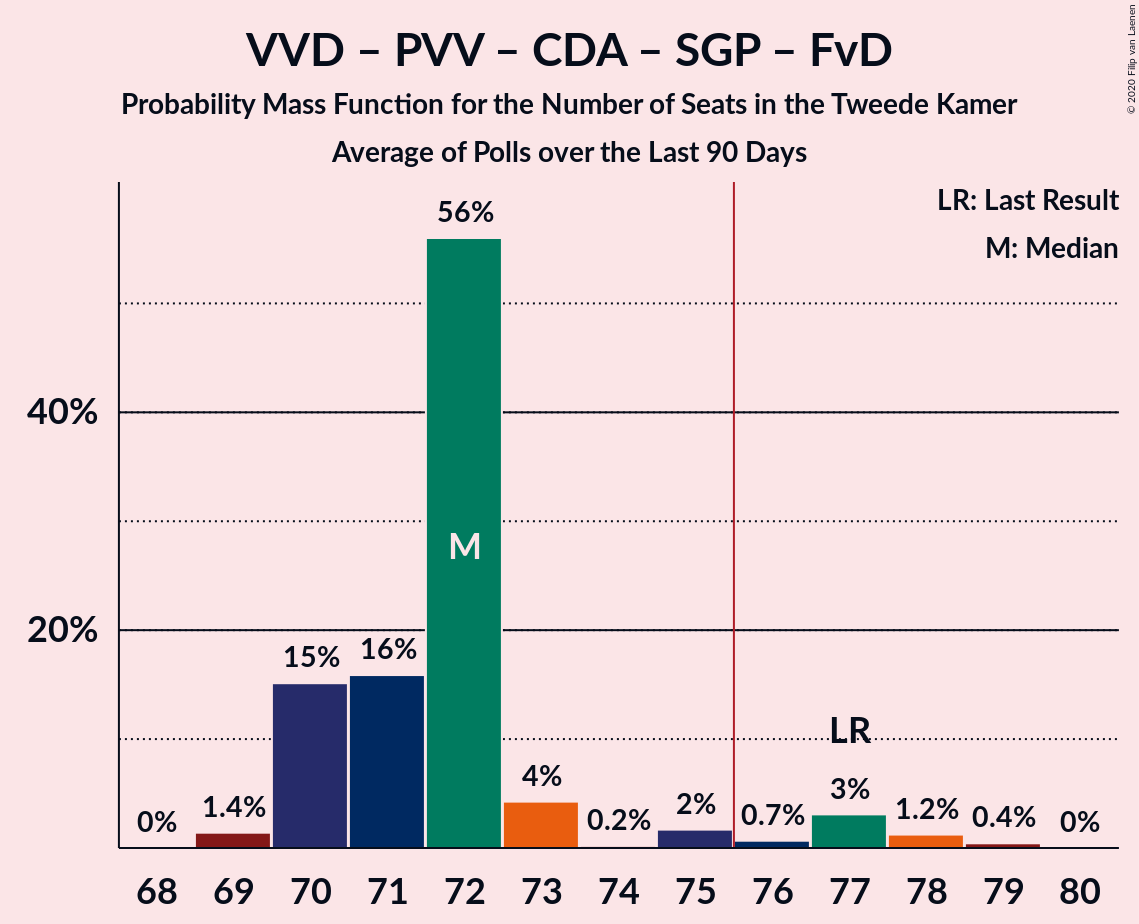 VVD – PVV – CDA – SGP – FvD
Probability Mass Function for the Number of Seats in the Tweede Kamer
Average of Polls over the Last 90 Days
© 2020 Filip van Laenen
LR: Last Result
M: Median
40%
20%
0%
1.4%
15%
16%
56%
M
4%
0.2%
2%
0.7%
LR
3%
1.2%
0.4%
0%
68 69 70 71 72 73 74 75 76 77 78 79 80